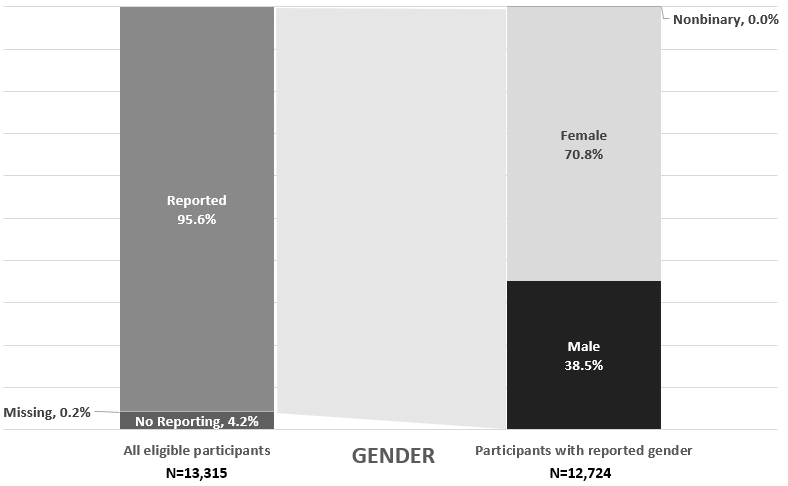 Nonbinary, 0.0%
Female
70.8%
Reported
95.6%
Male
38.5%
Missing, 0.2%
No Reporting, 4.2%
All eligible participants
N=13,315
GENDER
Participants with reported gender
N=12,724